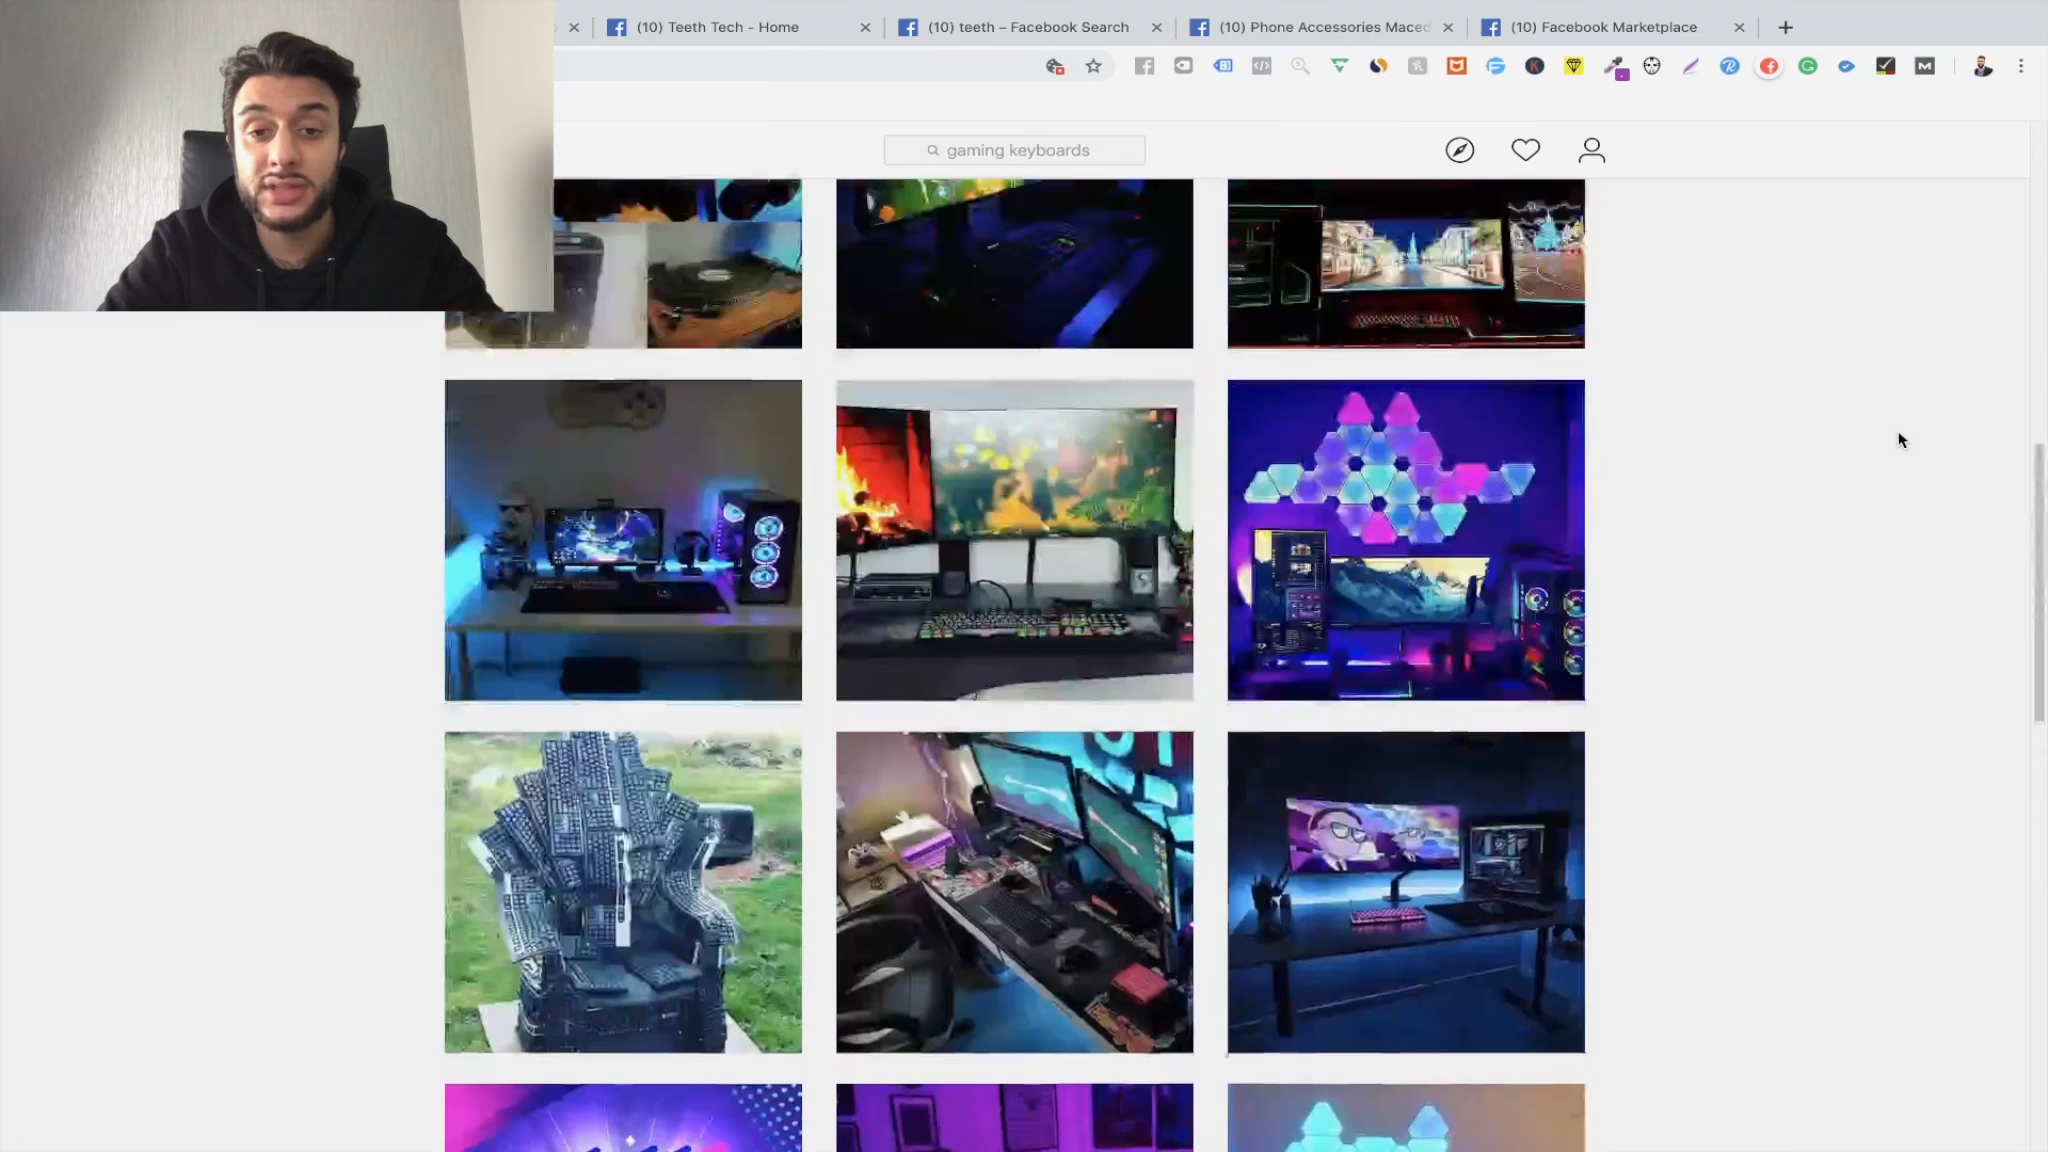 (10) Teeth Tech - Home
(10) teeth – Facebook Search
(10) Phone Accessories Maced
(10) Facebook Marketplace
gaming keyboards